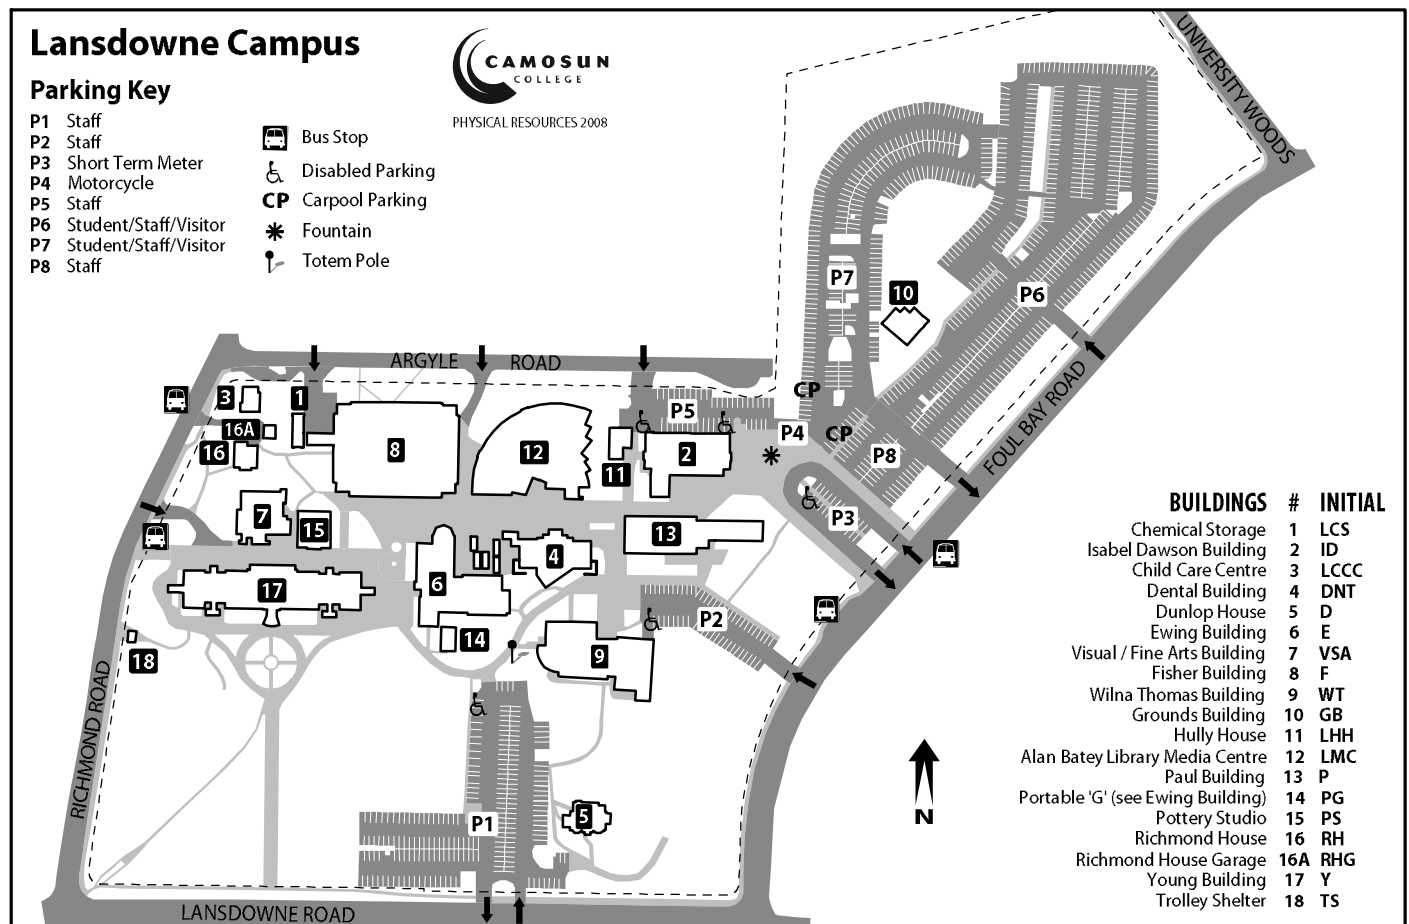 Lansdowne Campus
Parking Key
P1 Staff
P2 Staff
P3 Short Term Meter
P4 Motorcycle
P5 Staff
P6 Student/Staff/Visitor
P7 Student/Staff/Visitor
P8 Staff
Bus Stop
Disabled Parking
CP Carpool Parking
Fountain
Totem Pole
CAMOSUN
COLLEGE
PHYSICAL RESOURCES 2008
UNIVERSITY WOODS
P7
10
P6
ARGYLE ROAD
FOUL BAY ROAD
3
1
16A
16
8
12
11
P5
2
P4
CP
CP
P8
7
15
13
P3
17
6
4
14
9
P2
18
RICHMOND ROAD
P1
5
LANSDOWNE ROAD
N
BUILDINGS # INITIAL
Chemical Storage 1 LCS
Isabel Dawson Building 2 ID
Child Care Centre 3 LCCC
Dental Building 4 DNT
Dunlop House 5 D
Ewing Building 6 E
Visual / Fine Arts Building 7 VSA
Fisher Building 8 F
Wilna Thomas Building 9 WT
Grounds Building 10 GB
Hully House 11 LHH
Alan Batey Library Media Centre 12 LMC
Paul Building 13 P
Portable 'G' (see Ewing Building) 14 PG
Pottery Studio 15 PS
Richmond House 16 RH
Richmond House Garage 16A RHG
Young Building 17 Y
Trolley Shelter 18 TS